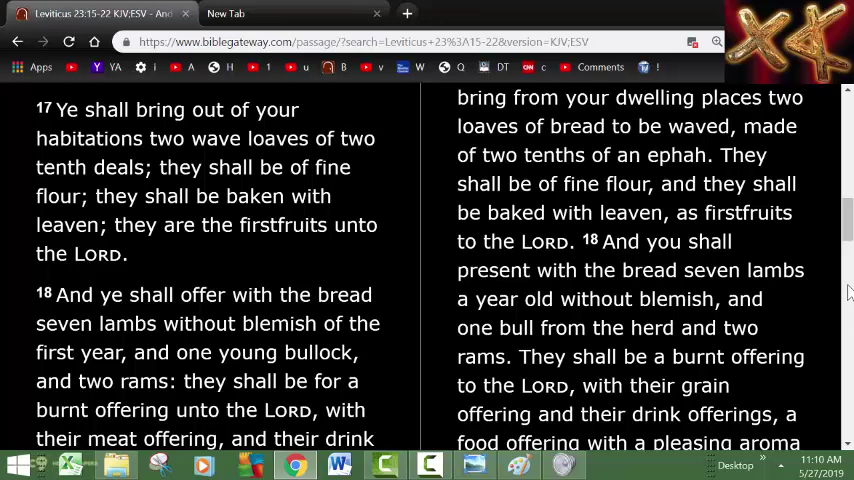 Leviticus 23:15-22 KJV;ESV - And
New Tab
https://www.biblegateway.com/passage/?search=Leviticus+23%3A15-22&version=KJV;ESV
Apps
YA
A
H
1
u
B
v
W
Q
DT
c
Comments
!
17 Ye shall bring out of your
habitations two wave loaves of two
tenth deals; they shall be of fine
flour; they shall be baken with
leaven; they are the firstfruits unto
the LORD.
18 And ye shall offer with the bread
seven lambs without blemish of the
first year, and one young bullock,
and two rams: they shall be for a
burnt offering unto the LORD, with
their meat offering, and their drink
bring from your dwelling places two
loaves of bread to be waved, made
of two tenths of an ephah. They
shall be of fine flour, and they shall
be baked with leaven, as firstfruits
to the LORD. 18 And you shall
present with the bread seven lambs
a year old without blemish, and
one bull from the herd and two
rams. They shall be a burnt offering
to the LORD, with their grain
offering and their drink offerings, a
food offering with a pleasing aroma
Desktop
11:10 AM
5/27/2019